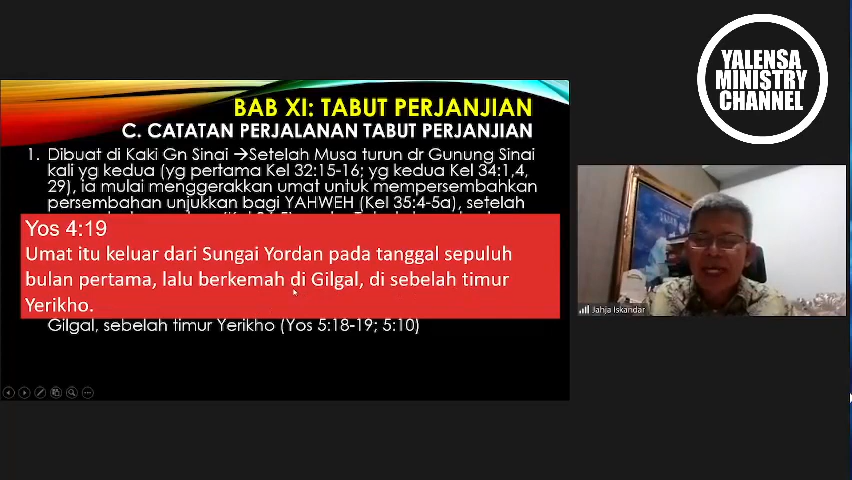 YALENSA
MINISTRY
CHANNEL
BAB XI: TABUT PERJANJIAN
C. CATATAN PERJALANAN TABUT PERJANJIAN
1. Dibuat di Kaki Gn Sinai →Setelah Musa turun dr Gunung Sinai
kali yg kedua (yg pertama Kel 32:15-16; yg kedua Kel 34:1,4,
29), ia mulai menggerakkan umat untuk mempersembahkan
persembahan unjukkan bagi YAHWEH (Kel 35:4-5a), setelah
Yos 4:19
Umat itu keluar dari Sungai Yordan pada tanggal sepuluh
bulan pertama, lalu berkemah di Gilgal, di sebelah timur
Yerikho.
Gilgal, sebelah timur Yerikho (Yos 5:18-19; 5:10)
Jahja Iskandar